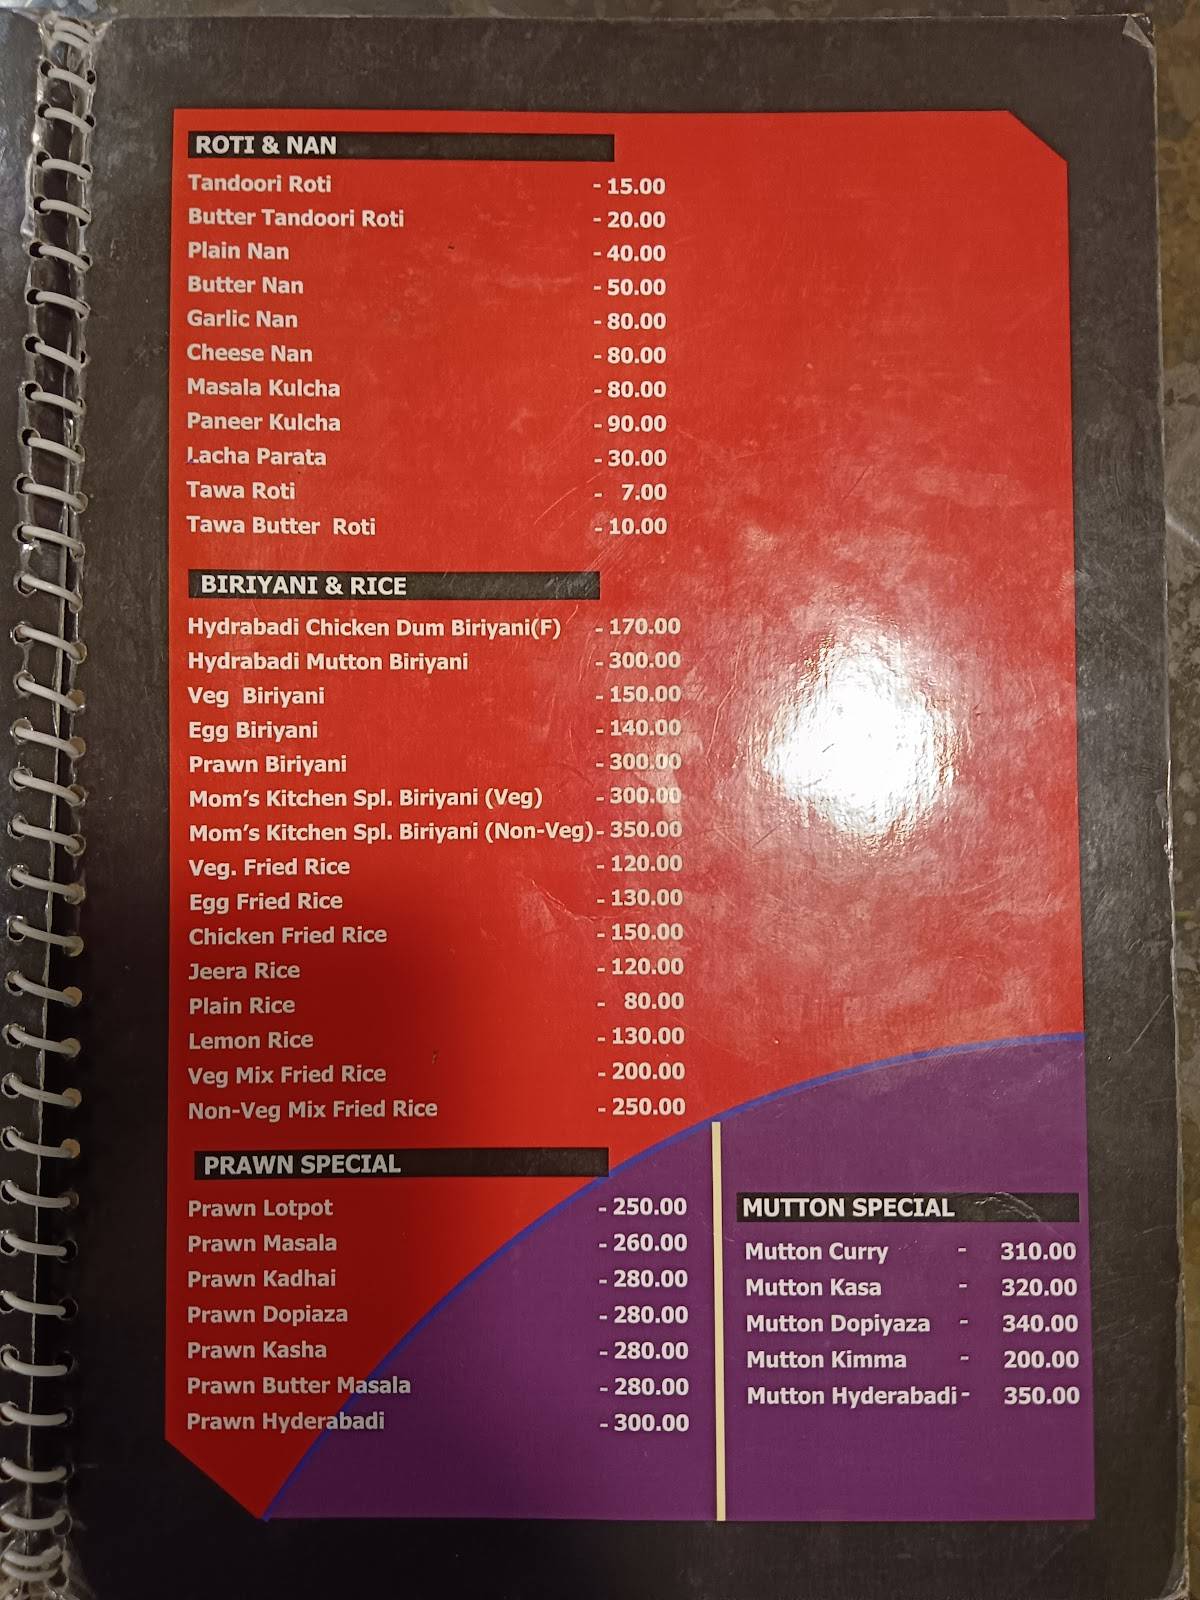 ROTI & NAN
Tandoori Roti - 15.00
Butter Tandoori Roti - 20.00
Plain Nan - 40.00
Butter Nan - 50.00
Garlic Nan - 80.00
Cheese Nan - 80.00
Masala Kulcha - 80.00
Paneer Kulcha - 90.00
Lacha Parata - 30.00
Tawa Roti - 7.00
Tawa Butter Roti - 10.00
BIRIYANI & RICE
Hydrabadi Chicken Dum Biriyani(F) - 170.00
Hydrabadi Mutton Biriyani - 300.00
Veg Biriyani - 150.00
Egg Biriyani - 140.00
Prawn Biriyani - 300.00
Mom's Kitchen Spl. Biriyani (Veg) - 300.00
Mom's Kitchen Spl. Biriyani (Non-Veg) - 350.00
Veg. Fried Rice - 120.00
Egg Fried Rice - 130.00
Chicken Fried Rice - 150.00
Jeera Rice - 120.00
Plain Rice - 80.00
Lemon Rice - 130.00
Veg Mix Fried Rice - 200.00
Non-Veg Mix Fried Rice - 250.00
PRAWN SPECIAL
Prawn Lotpot - 250.00
Prawn Masala - 260.00
Prawn Kadhai - 280.00
Prawn Dopiaza - 280.00
Prawn Kasha - 280.00
Prawn Butter Masala - 280.00
Prawn Hyderabadi - 300.00
MUTTON SPECIAL
Mutton Curry - 310.00
Mutton Kasa - 320.00
Mutton Dopiyaza - 340.00
Mutton Kimma - 200.00
Mutton Hyderabadi - 350.00